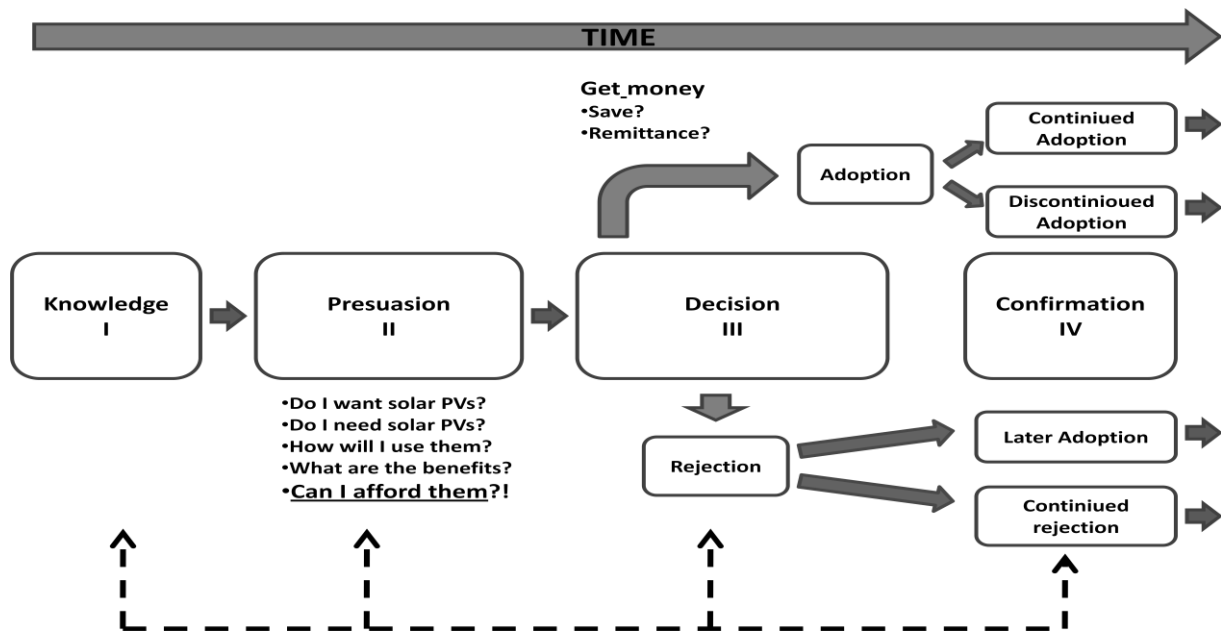 TIME
Get_money
•Save?
•Remittance?
Adoption
Continiued
Adoption
Discontinioued
Adoption
Knowledge
I
Presuasion
II
Decision
III
Confirmation
IV
•Do I want solar PVs?
•Do I need solar PVs?
•How will I use them?
•What are the benefits?
•Can I afford them?!
Rejection
Later Adoption
Continiued
rejection